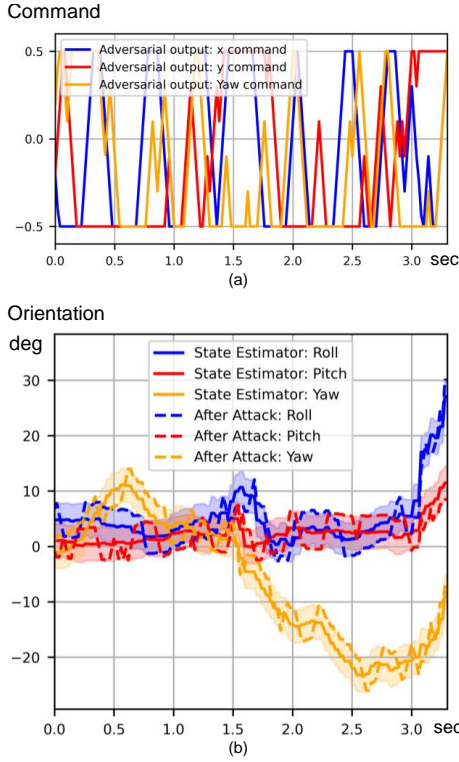 Command
0.5
0.0
−0.5
Adversarial output: x command
Adversarial output: y command
Adversarial output: Yaw command
0.0 0.5 1.0 1.5 2.0 2.5 3.0 sec
(a)
Orientation
deg
30
20
10
0
−10
−20
State Estimator: Roll
State Estimator: Pitch
State Estimator: Yaw
After Attack: Roll
After Attack: Pitch
After Attack: Yaw
0.0 0.5 1.0 1.5 2.0 2.5 3.0 sec
(b)